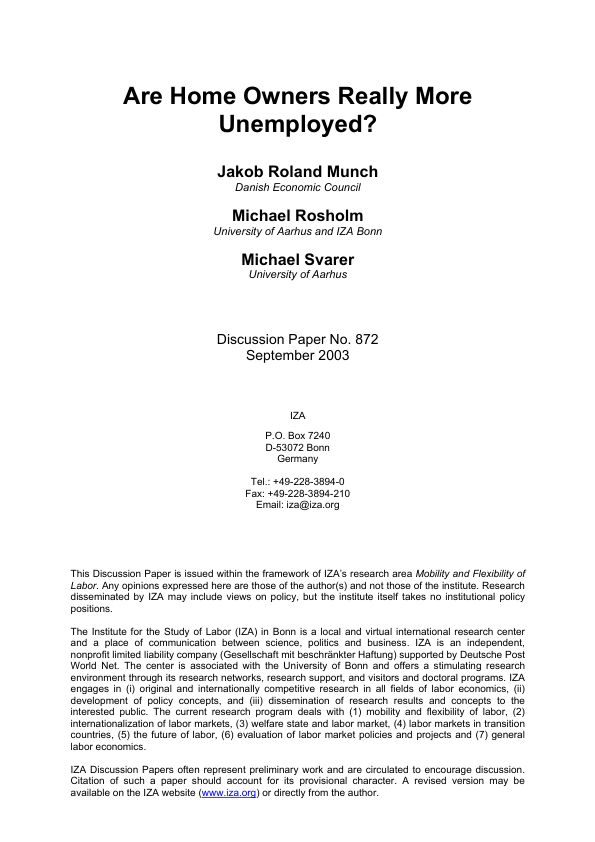 Are Home Owners Really More
Unemployed?
Jakob Roland Munch
Danish Economic Council
Michael Rosholm
University of Aarhus and IZA Bonn
Michael Svarer
University of Aarhus
Discussion Paper No. 872
September 2003
IZA
P.O. Box 7240
D-53072 Bonn
Germany
Tel.: +49-228-3894-0
Fax: +49-228-3894-210
Email: iza@iza.org
This Discussion Paper is issued within the framework of IZA’s research area Mobility and Flexibility of
Labor. Any opinions expressed here are those of the author(s) and not those of the institute. Research
disseminated by IZA may include views on policy, but the institute itself takes no institutional policy
positions.
The Institute for the Study of Labor (IZA) in Bonn is a local and virtual international research center
and a place of communication between science, politics and business. IZA is an independent,
nonprofit limited liability company (Gesellschaft mit beschränkter Haftung) supported by Deutsche Post
World Net. The center is associated with the University of Bonn and offers a stimulating research
environment through its research networks, research support, and visitors and doctoral programs. IZA
engages in (i) original and internationally competitive research in all fields of labor economics, (ii)
development of policy concepts, and (iii) dissemination of research results and concepts to the
interested public. The current research program deals with (1) mobility and flexibility of labor, (2)
internationalization of labor markets, (3) welfare state and labor market, (4) labor markets in transition
countries, (5) the future of labor, (6) evaluation of labor market policies and projects and (7) general
labor economics.
IZA Discussion Papers often represent preliminary work and are circulated to encourage discussion.
Citation of such a paper should account for its provisional character. A revised version may be
available on the IZA website (www.iza.org) or directly from the author.